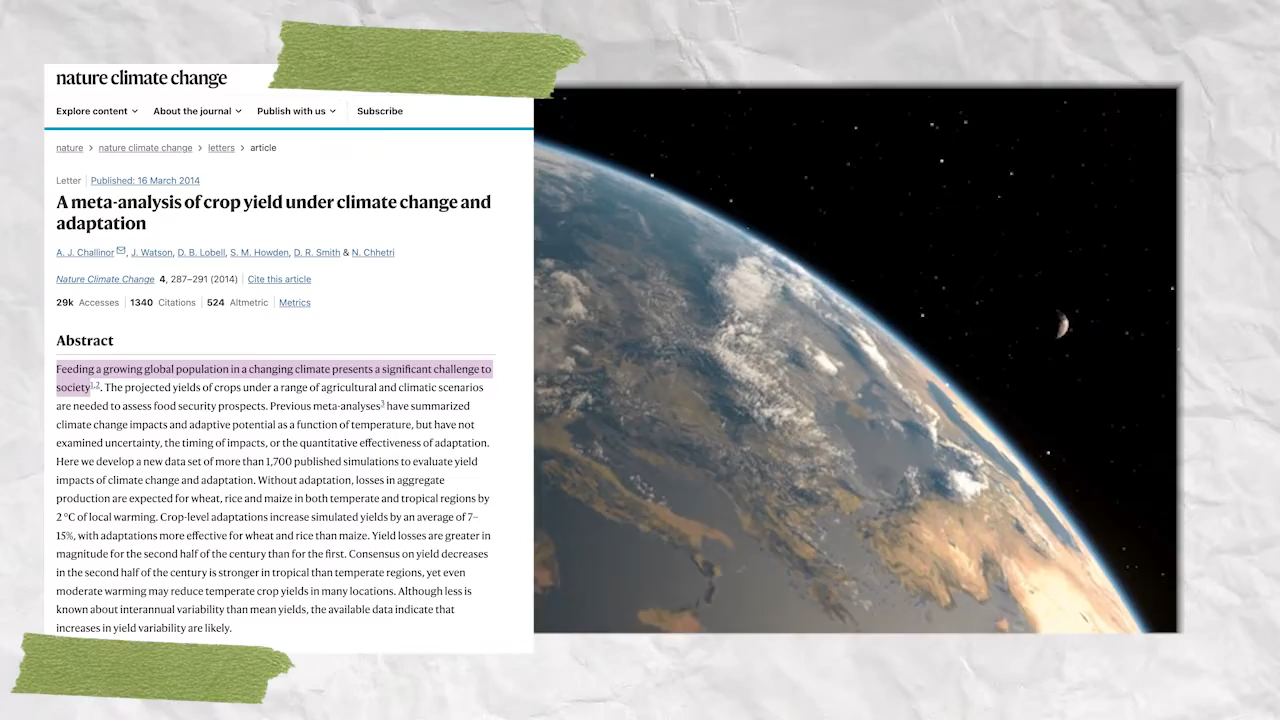 nature climate change
Explore content About the journal Publish with us Subscribe
nature > nature climate change > letters > article
Letter | Published: 16 March 2014
A meta-analysis of crop yield under climate change and
adaptation
A. J. Challinor, J. Watson, D. B. Lobell, S. M. Howden, D. R. Smith & N. Chhetri
Nature Climate Change 4, 287–291 (2014) | Cite this article
29k Accesses | 1340 Citations | 524 Altmetric | Metrics
Abstract
Feeding a growing global population in a changing climate presents a significant challenge to
society1,2. The projected yields of crops under a range of agricultural and climatic scenarios
are needed to assess food security prospects. Previous meta-analyses3 have summarized
climate change impacts and adaptive potential as a function of temperature, but have not
examined uncertainty, the timing of impacts, or the quantitative effectiveness of adaptation.
Here we develop a new data set of more than 1,700 published simulations to evaluate yield
impacts of climate change and adaptation. Without adaptation, losses in aggregate
production are expected for wheat, rice and maize in both temperate and tropical regions by
2 °C of local warming. Crop-level adaptations increase simulated yields by an average of 7–
15%, with adaptations more effective for wheat and rice than maize. Yield losses are greater in
magnitude for the second half of the century than for the first. Consensus on yield decreases
in the second half of the century is stronger in tropical than temperate regions, yet even
moderate warming may reduce temperate crop yields in many locations. Although less is
known about interannual variability than mean yields, the available data indicate that
increases in yield variability are likely.